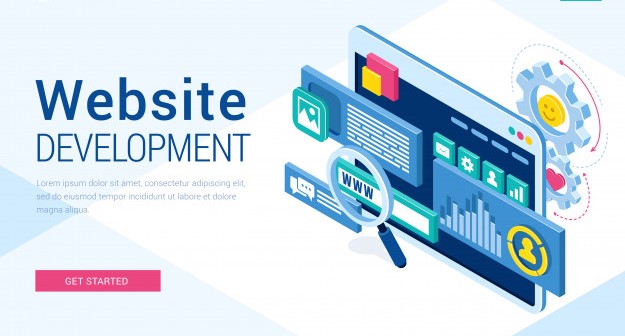 Website
DEVELOPMENT
Lorem ipsum dolor sit amet, consectetur adipiscing elit,
sed do eiusmod tempor incididunt ut labore et dolore
magna aliqua.
GET STARTED
WWW